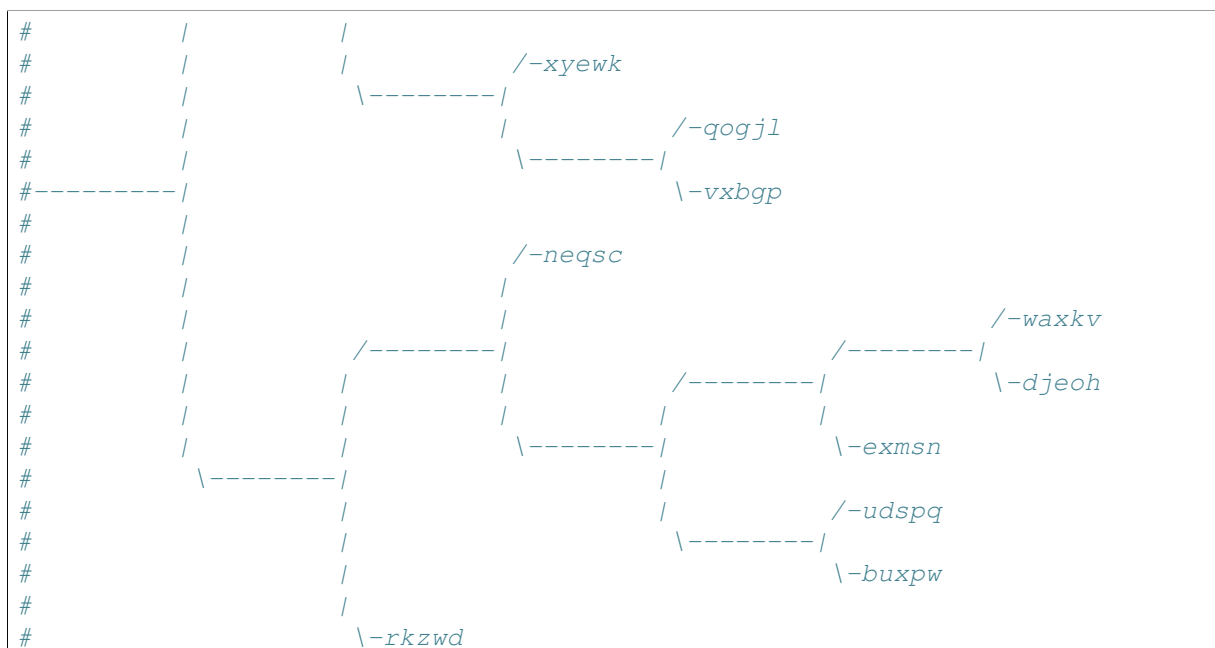 #          |          |
#          |          |          /-xyewk
#          |           \--------|
#          |                    |          /-qogjl
#          |                     \--------|
#---------|                               \-vxbgp
#          |
#          |                     /-neqsc
#          |                    |
#          |                    |                              /-waxkv
#          |           /--------|                    /--------|
#          |          |         |          /--------|          \-djeoh
#          |          |         |         |         |
#          |          |          \--------|          \-exmsn
#           \--------|                    |
#                     |                   |          /-udspq
#                     |                    \--------|
#                     |                              \-buxpw
#                     |
#                      \-rkzwd